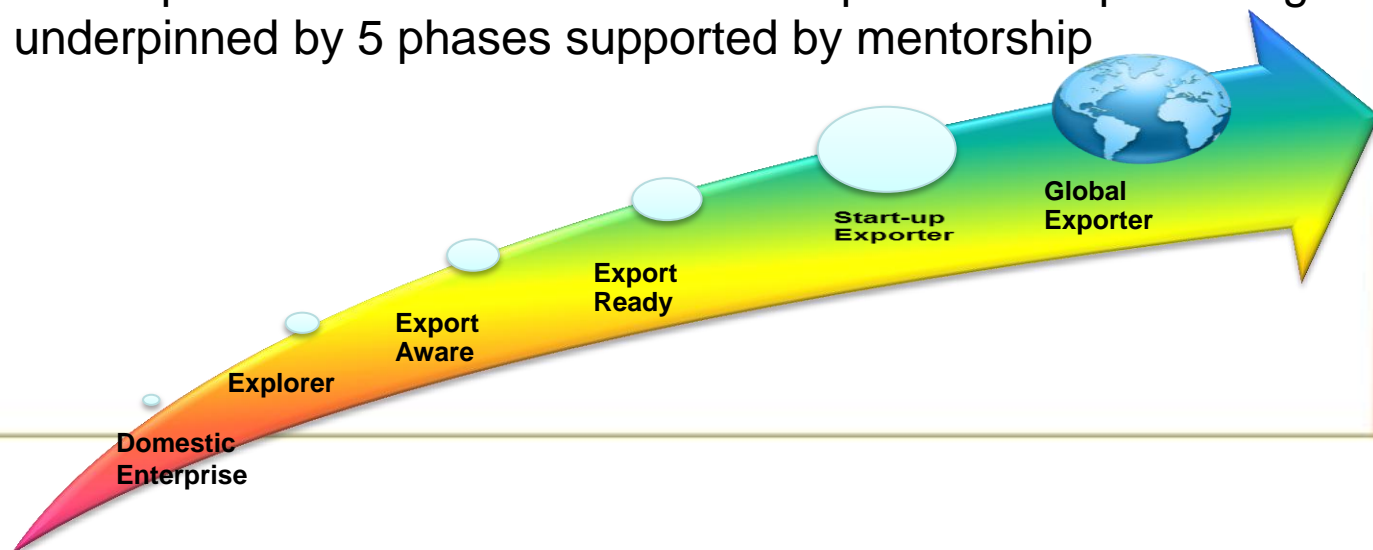 underpinned by 5 phases supported by mentorship
Global
Exporter
Start-up
Exporter
Export
Ready
Export
Aware
Explorer
Domestic
Enterprise